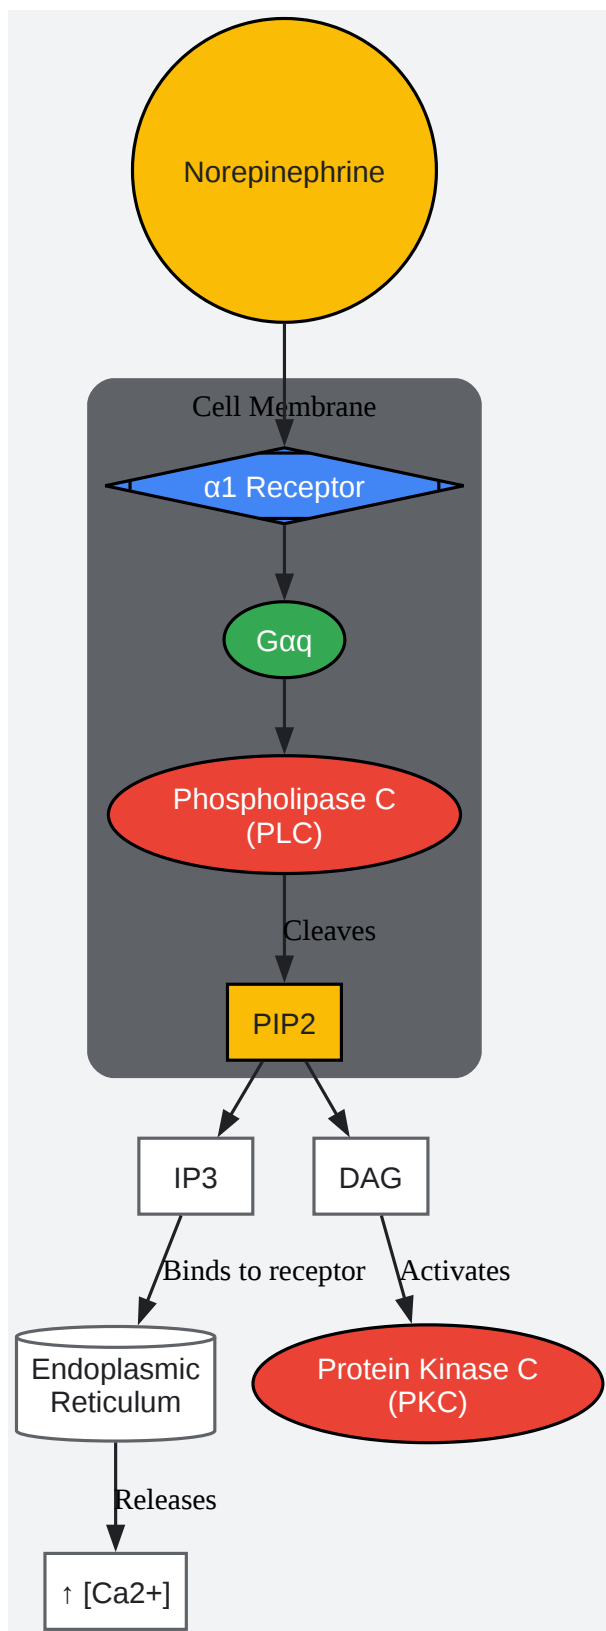 Norepinephrine
Cell Membrane
α1 Receptor
Gαq
Phospholipase C
(PLC)
Cleaves
PIP2
IP3
DAG
Binds to receptor
Activates
Endoplasmic
Reticulum
Protein Kinase C
(PKC)
Releases
↑ [Ca2+]